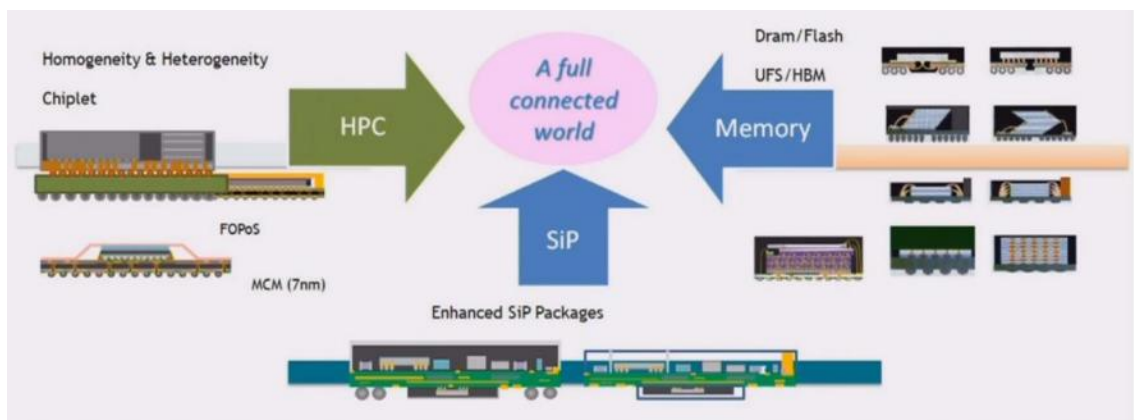 Homogeneity & Heterogeneity
Chiplet
HPC
FOPoS
MCM (7nm)
A full
connected
world
SiP
Enhanced SiP Packages
Dram/Flash
UFS/HBM
Memory